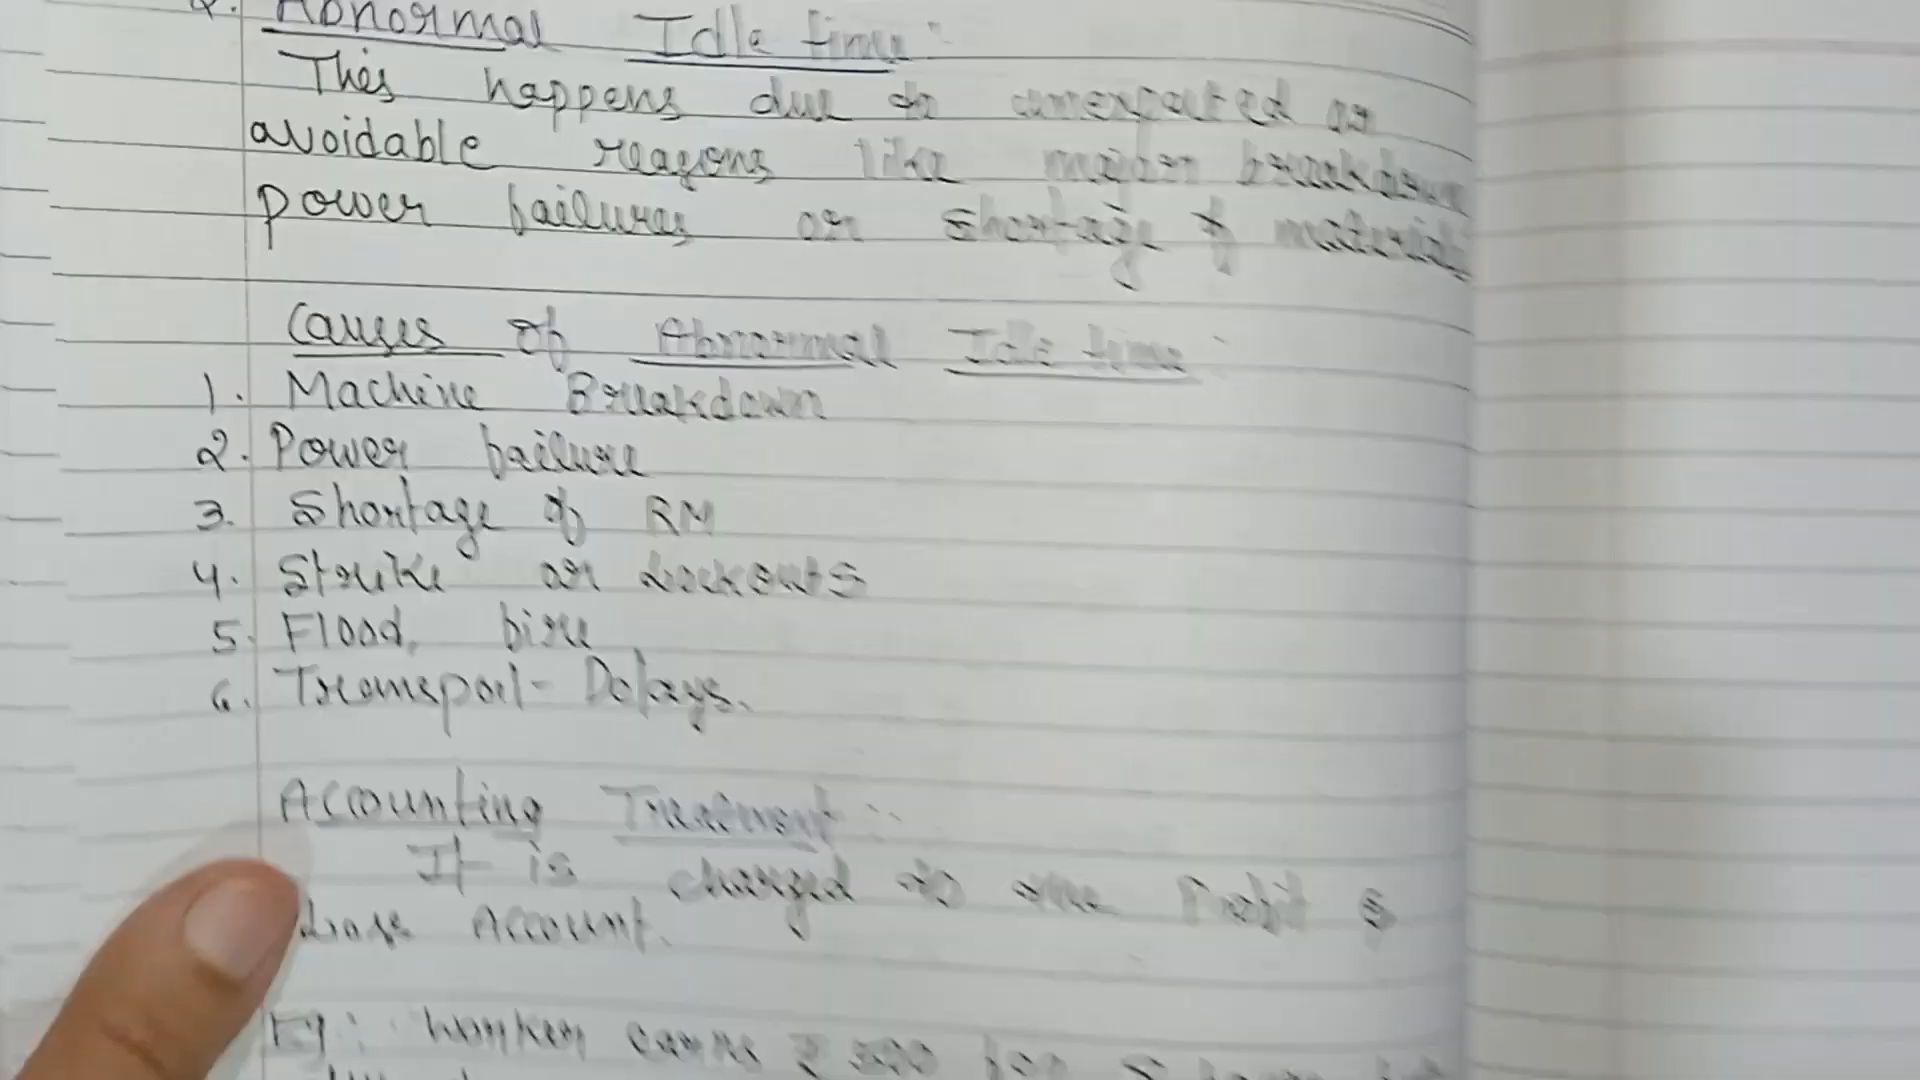 2. Abnormal Idle time:
This happens due to unexpected or
avoidable reasons like major breakdown
power failures or shortage of materials
Causes of Abnormal Idle time:
1. Machine Breakdown
2. Power failure
3. Shortage of RM
4. Strike or Lockouts
5. Flood, fire
6. Transport Delays.
Accounting Treatment:-
It is charged to the Profit &
Loss Account.
Eg: Worker earns ₹ 500 for